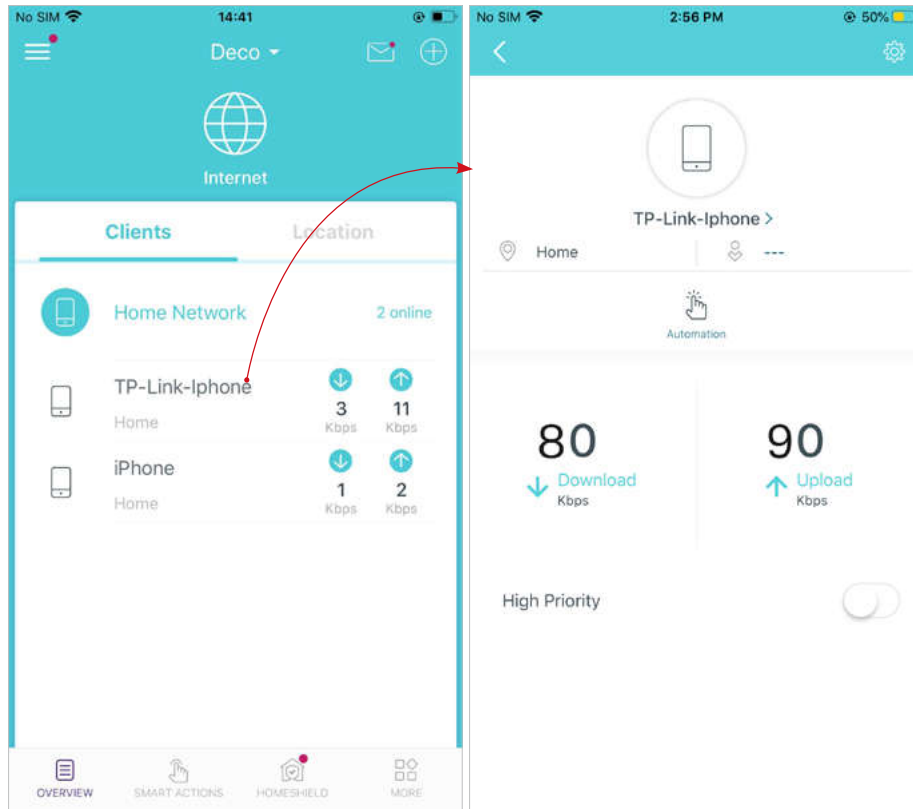 No SIM
14:41
Deco
Internet
Clients
Location
Home Network
2 online
TP-Link-Iphone
Home
3
Kbps
11
Kbps
iPhone
Home
1
Kbps
2
Kbps
OVERVIEW
SMART ACTIONS
HOMESHIELD
MORE
No SIM
2:56 PM
50%
TP-Link-Iphone >
Home
---
Automation
80
Download
Kbps
90
Upload
Kbps
High Priority